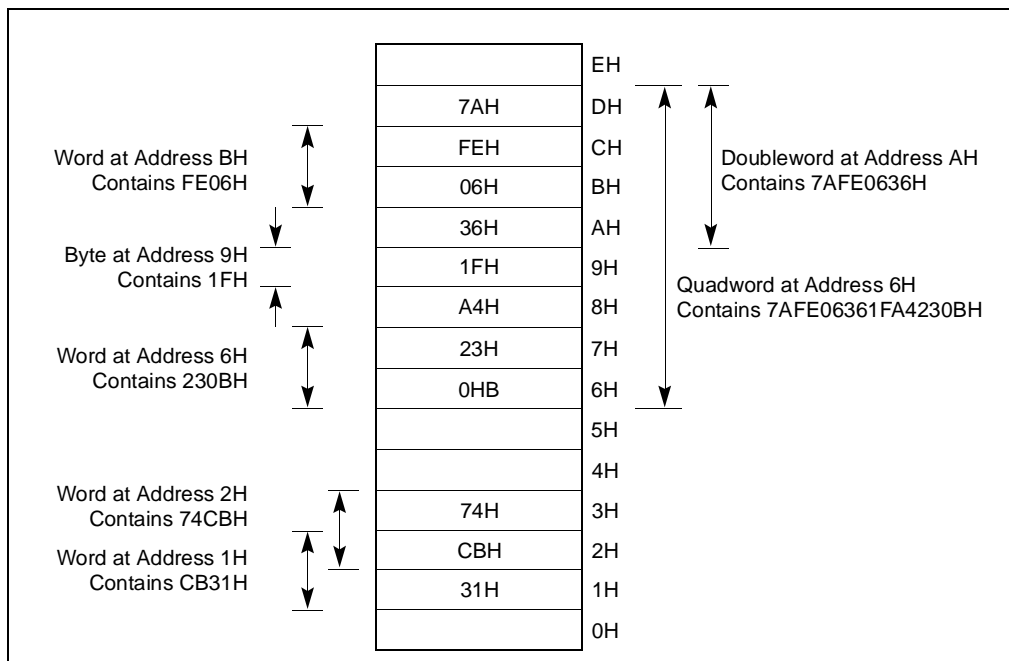 EH
7AH DH
FEH CH
Word at Address BH
Contains FE06H
06H BH
Doubleword at Address AH
Contains 7AFE0636H
36H AH
Byte at Address 9H
Contains 1FH
1FH 9H
A4H 8H
Quadword at Address 6H
Contains 7AFE06361FA4230BH
23H 7H
Word at Address 6H
Contains 230BH
0HB 6H
5H
4H
Word at Address 2H
Contains 74CBH
74H 3H
CBH 2H
Word at Address 1H
Contains CB31H
31H 1H
0H